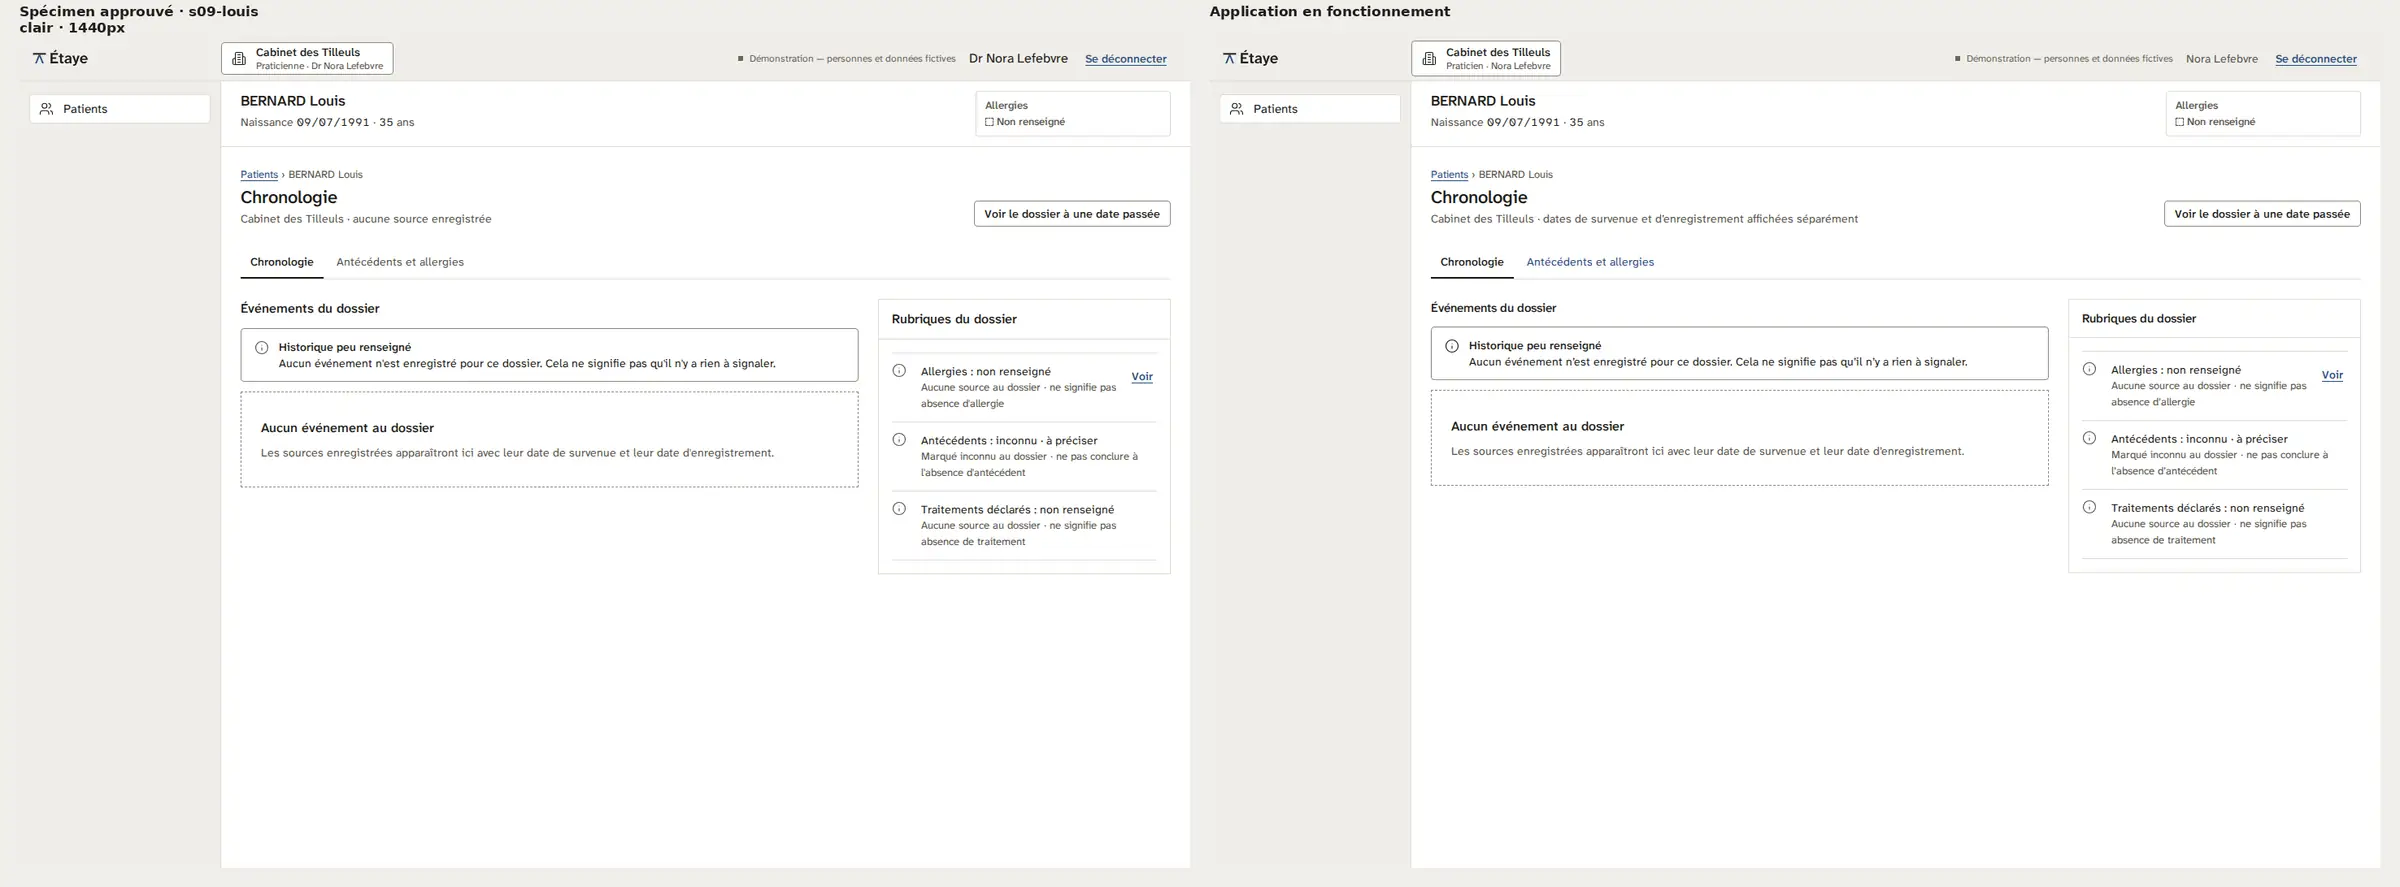 Spécimen approuvé · s09-louis
clair · 1440px
Étaye
Cabinet des Tilleuls
Praticienne · Dr Nora Lefebvre
Démonstration — personnes et données fictives
Dr Nora Lefebvre
Se déconnecter
Patients
BERNARD Louis
Naissance 09/07/1991 · 35 ans
Allergies
Non renseigné
Patients › BERNARD Louis
Chronologie
Cabinet des Tilleuls · aucune source enregistrée
Voir le dossier à une date passée
Chronologie
Antécédents et allergies
Événements du dossier
Historique peu renseigné
Aucun événement n'est enregistré pour ce dossier. Cela ne signifie pas qu'il n'y a rien à signaler.
Aucun événement au dossier
Les sources enregistrées apparaîtront ici avec leur date de survenue et leur date d'enregistrement.
Rubriques du dossier
Allergies : non renseigné
Aucune source au dossier · ne signifie pas
absence d'allergie
Voir
Antécédents : inconnu · à préciser
Marqué inconnu au dossier · ne pas conclure à
l'absence d'antécédent
Traitements déclarés : non renseigné
Aucune source au dossier · ne signifie pas
absence de traitement
Application en fonctionnement
Étaye
Cabinet des Tilleuls
Praticien · Nora Lefebvre
Démonstration — personnes et données fictives
Nora Lefebvre
Se déconnecter
Patients
BERNARD Louis
Naissance 09/07/1991 · 35 ans
Allergies
Non renseigné
Patients › BERNARD Louis
Chronologie
Cabinet des Tilleuls · dates de survenue et d'enregistrement affichées séparément
Voir le dossier à une date passée
Chronologie
Antécédents et allergies
Événements du dossier
Historique peu renseigné
Aucun événement n'est enregistré pour ce dossier. Cela ne signifie pas qu'il n'y a rien à signaler.
Aucun événement au dossier
Les sources enregistrées apparaîtront ici avec leur date de survenue et leur date d'enregistrement.
Rubriques du dossier
Allergies : non renseigné
Aucune source au dossier · ne signifie pas
absence d'allergie
Voir
Antécédents : inconnu · à préciser
Marqué inconnu au dossier · ne pas conclure à
l'absence d'antécédent
Traitements déclarés : non renseigné
Aucune source au dossier · ne signifie pas
absence de traitement